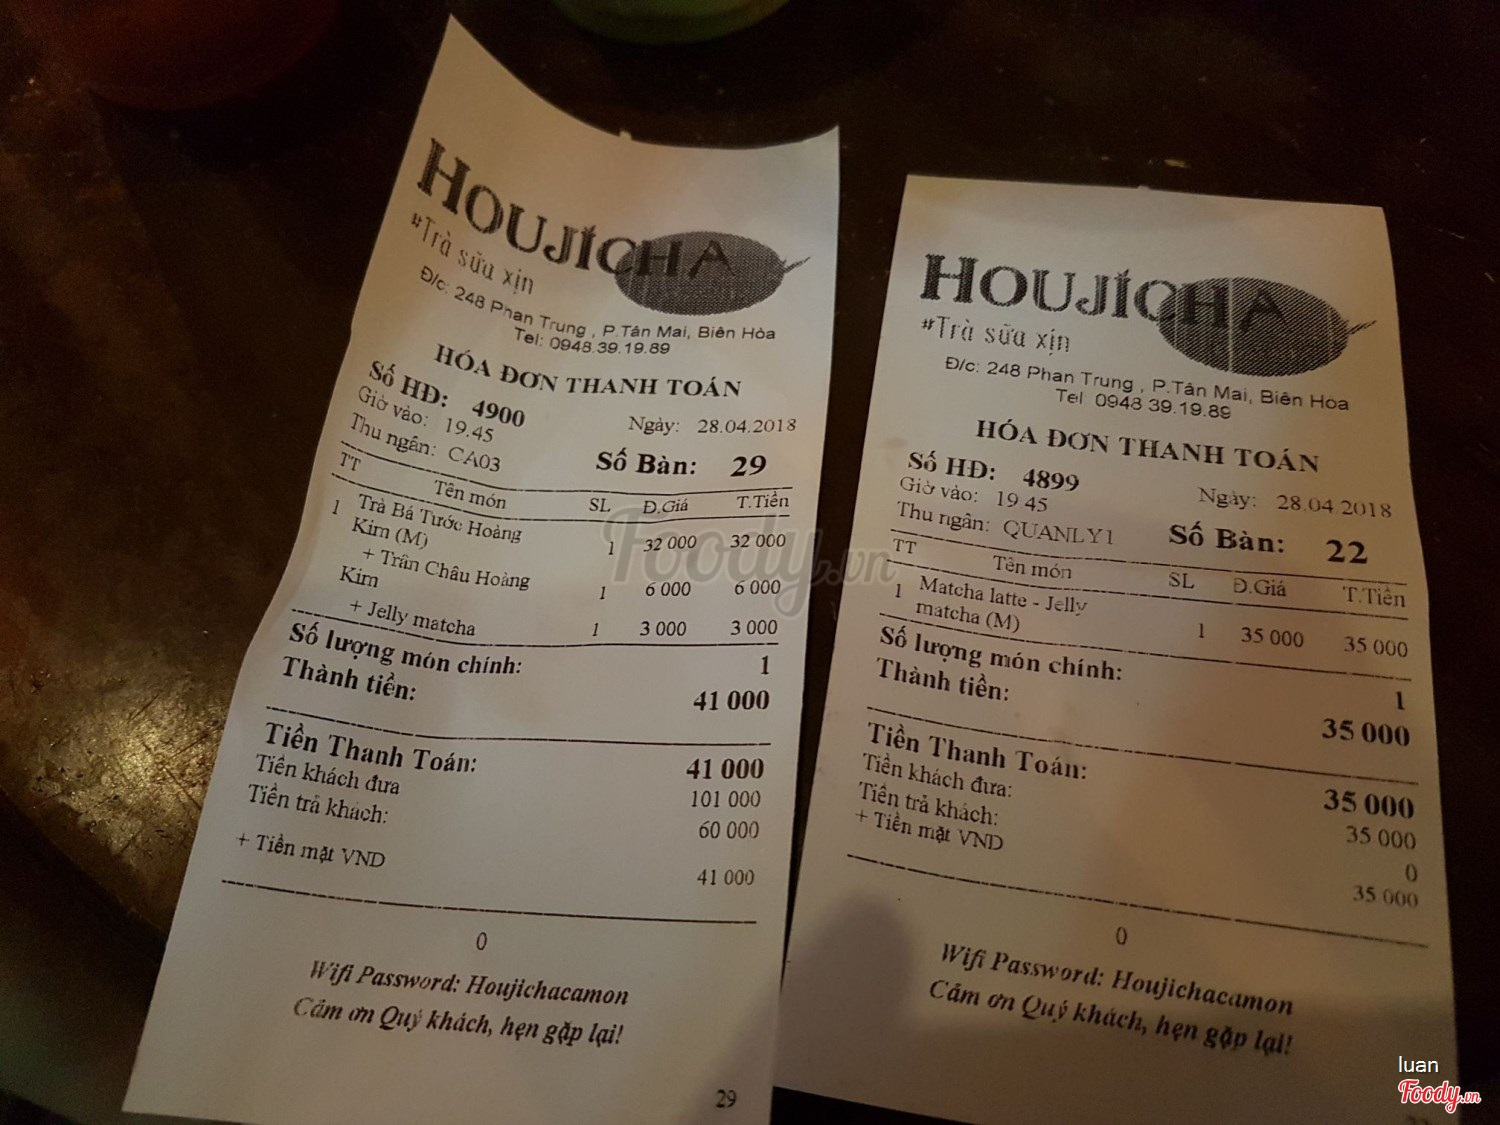 HOUJÍCHA
#Trà sữa xịn
Đ/c: 248 Phan Trung , P.Tân Mai, Biên Hòa
Tel: 0948.39.19.89
HÓA ĐƠN THANH TOÁN
Số HĐ: 4900
Ngày: 28.04.2018
Giờ vào: 19.45
Thu ngân: CA03
Số Bàn: 29
TT Tên món SL Đ.Giá T.Tiền
1 Trà Bá Tước Hoàng
Kim (M) 1 32 000 32 000
+ Trân Châu Hoàng
Kim 1 6 000 6 000
+ Jelly matcha 1 3 000 3 000
Số lượng món chính: 1
Thành tiền: 41 000
Tiền Thanh Toán: 41 000
Tiền khách đưa 101 000
Tiền trả khách: 60 000
+ Tiền mặt VND 41 000
0
Wifi Password: Houjichacamon
Cảm ơn Quý khách, hẹn gặp lại!
29
HOUJÍCHA
#Trà sữa xịn
Đ/c: 248 Phan Trung , P.Tân Mai, Biên Hòa
Tel 0948 39.19.89
HÓA ĐƠN THANH TOÁN
Số HĐ: 4899
Ngày: 28.04.2018
Giờ vào: 19 45
Thu ngân: QUANLY1
Số Bàn: 22
TT Tên món SL Đ.Giá T.Tiền
1 Matcha latte - Jelly
matcha (M) 1 35 000 35 000
Số lượng món chính: 1
Thành tiền: 35 000
Tiền Thanh Toán: 35 000
Tiền khách đưa: 35 000
Tiền trả khách: 0
+ Tiền mặt VND 35 000
0
Wifi Password: Houjichacamon
Cảm ơn Quý khách, hẹn gặp lại!
Foody.vn
luan
Foody.vn